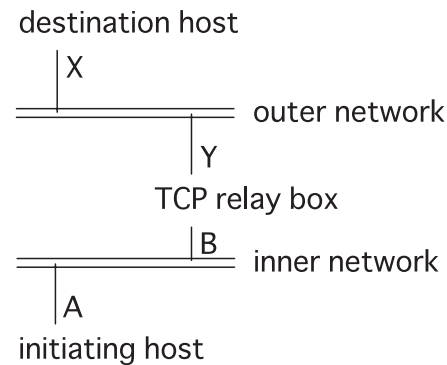 destination host
X
outer network
Y
TCP relay box
B
inner network
A
initiating host